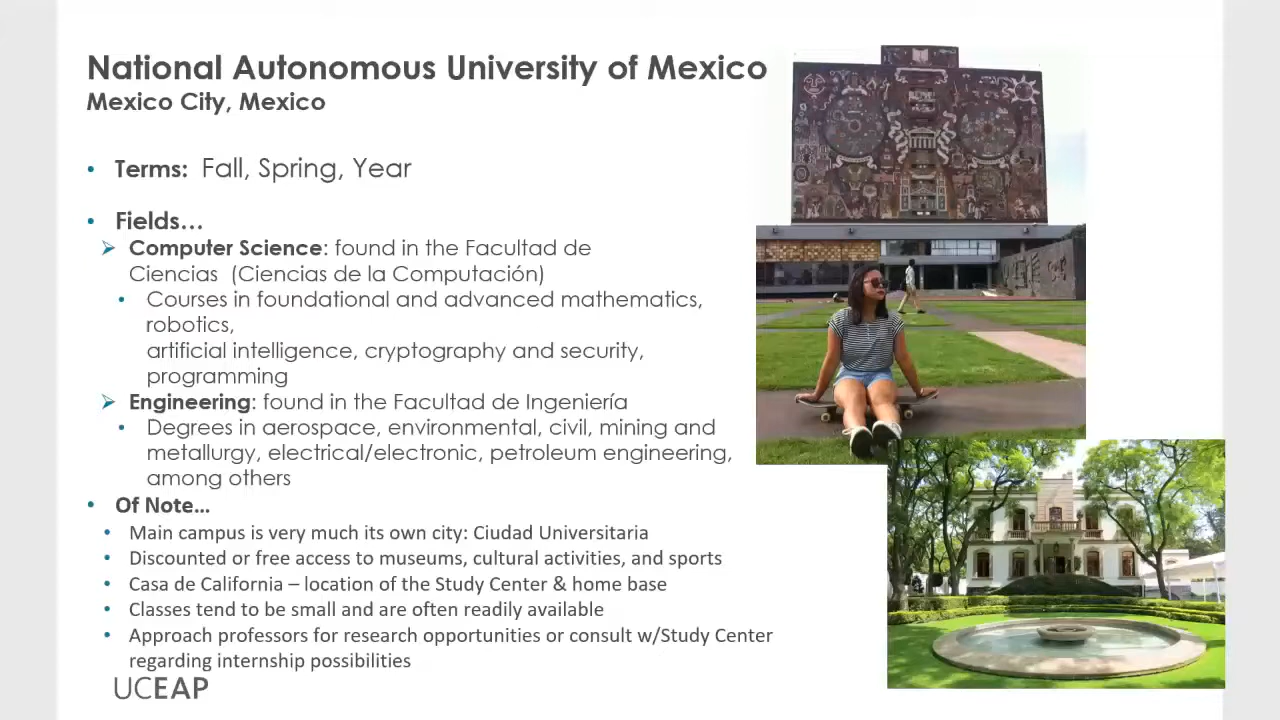 National Autonomous University of Mexico
Mexico City, Mexico
• Terms: Fall, Spring, Year
• Fields…
➢ Computer Science: found in the Facultad de
Ciencias (Ciencias de la Computación)
• Courses in foundational and advanced mathematics,
robotics,
artificial intelligence, cryptography and security,
programming
➢ Engineering: found in the Facultad de Ingeniería
• Degrees in aerospace, environmental, civil, mining and
metallurgy, electrical/electronic, petroleum engineering,
among others
• Of Note…
• Main campus is very much its own city: Ciudad Universitaria
• Discounted or free access to museums, cultural activities, and sports
• Casa de California – location of the Study Center & home base
• Classes tend to be small and are often readily available
• Approach professors for research opportunities or consult w/Study Center
regarding internship possibilities
UCEAP